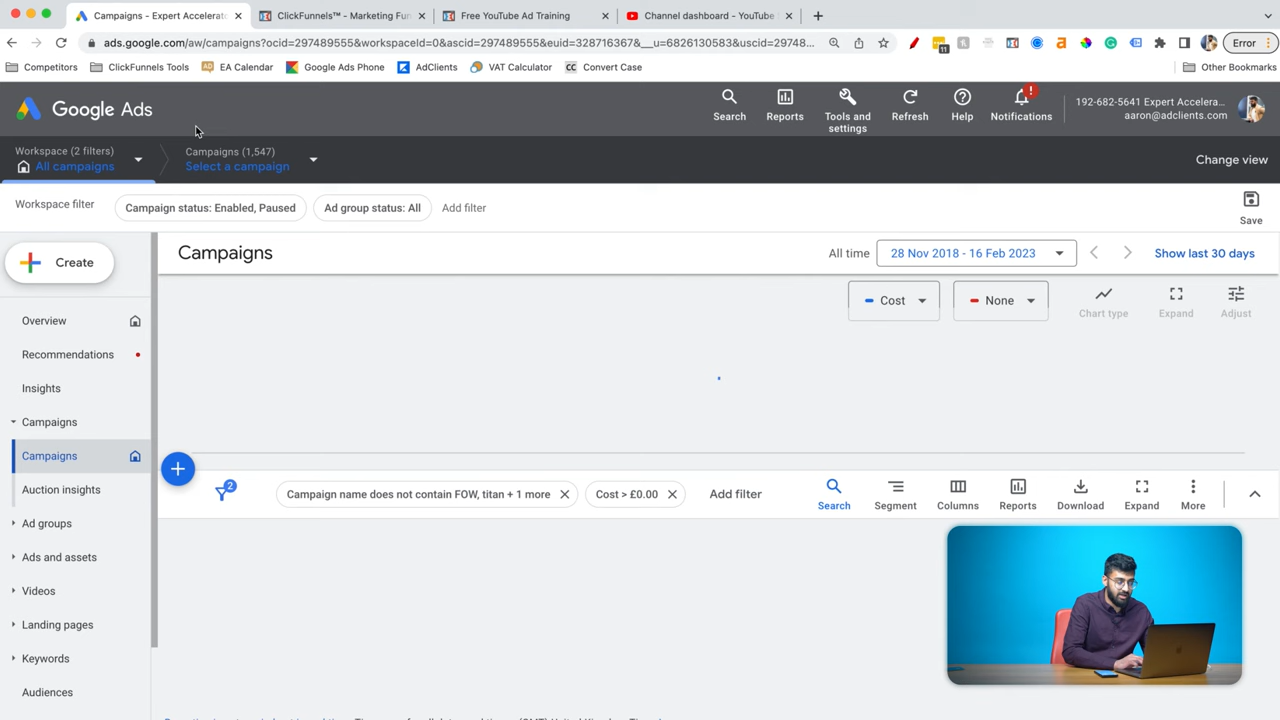 Campaigns - Expert Accelerato
ClickFunnels™ - Marketing Fun
Free YouTube Ad Training
Channel dashboard - YouTube
ads.google.com/aw/campaigns?ocid=297489555&workspaceId=0&ascid=297489555&euid=328716367&__u=6826130583&uscid=29748...
11
Error
Competitors
ClickFunnels Tools
EA Calendar
Google Ads Phone
AdClients
VAT Calculator
CC Convert Case
Other Bookmarks
Google Ads
Search
Reports
Tools and settings
Refresh
Help
Notifications
192-682-5641 Expert Accelera...
aaron@adclients.com
Workspace (2 filters)
All campaigns
Campaigns (1,547)
Select a campaign
Change view
Workspace filter
Campaign status: Enabled, Paused
Ad group status: All
Add filter
Save
Create
Campaigns
All time
28 Nov 2018 - 16 Feb 2023
Show last 30 days
Cost
None
Chart type
Expand
Adjust
Overview
Recommendations
Insights
Campaigns
Campaigns
Auction insights
Ad groups
Ads and assets
Videos
Landing pages
Keywords
Audiences
2
Campaign name does not contain FOW, titan + 1 more
Cost > £0.00
Add filter
Search
Segment
Columns
Reports
Download
Expand
More